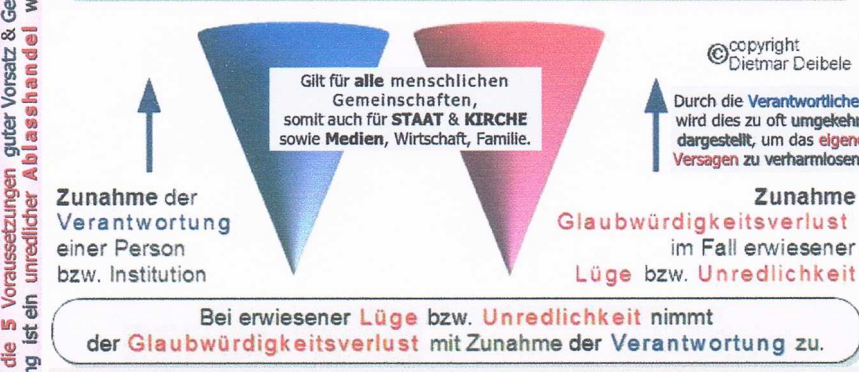 die 5 Voraussetzungen guter Vorsatz &
ist ein unredlicher Ablasshandel
Gilt für alle menschlichen
Gemeinschaften,
somit auch für STAAT & KIRCHE
sowie Medien, Wirtschaft, Familie.
©copyright
Dietmar Deibele
Durch die Verantwortliche
wird dies zu oft umgekehr
dargestellt, um das eigene
Versagen zu verharmlosen
Zunahme der
Verantwortung
einer Person
bzw. Institution
Zunahme
Glaubwürdigkeitsverlust
im Fall erwiesener
Lüge bzw. Unredlichkeit
Bei erwiesener Lüge bzw. Unredlichkeit nimmt
der Glaubwürdigkeitsverlust mit Zunahme der Verantwortung zu.